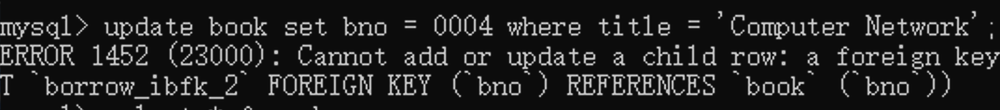 mysql> update book set bno = 0004 where title = 'Computer Network';
ERROR 1452 (23000): Cannot add or update a child row: a foreign key
T `borrow_ibfk_2` FOREIGN KEY (`bno`) REFERENCES `book` (`bno`))